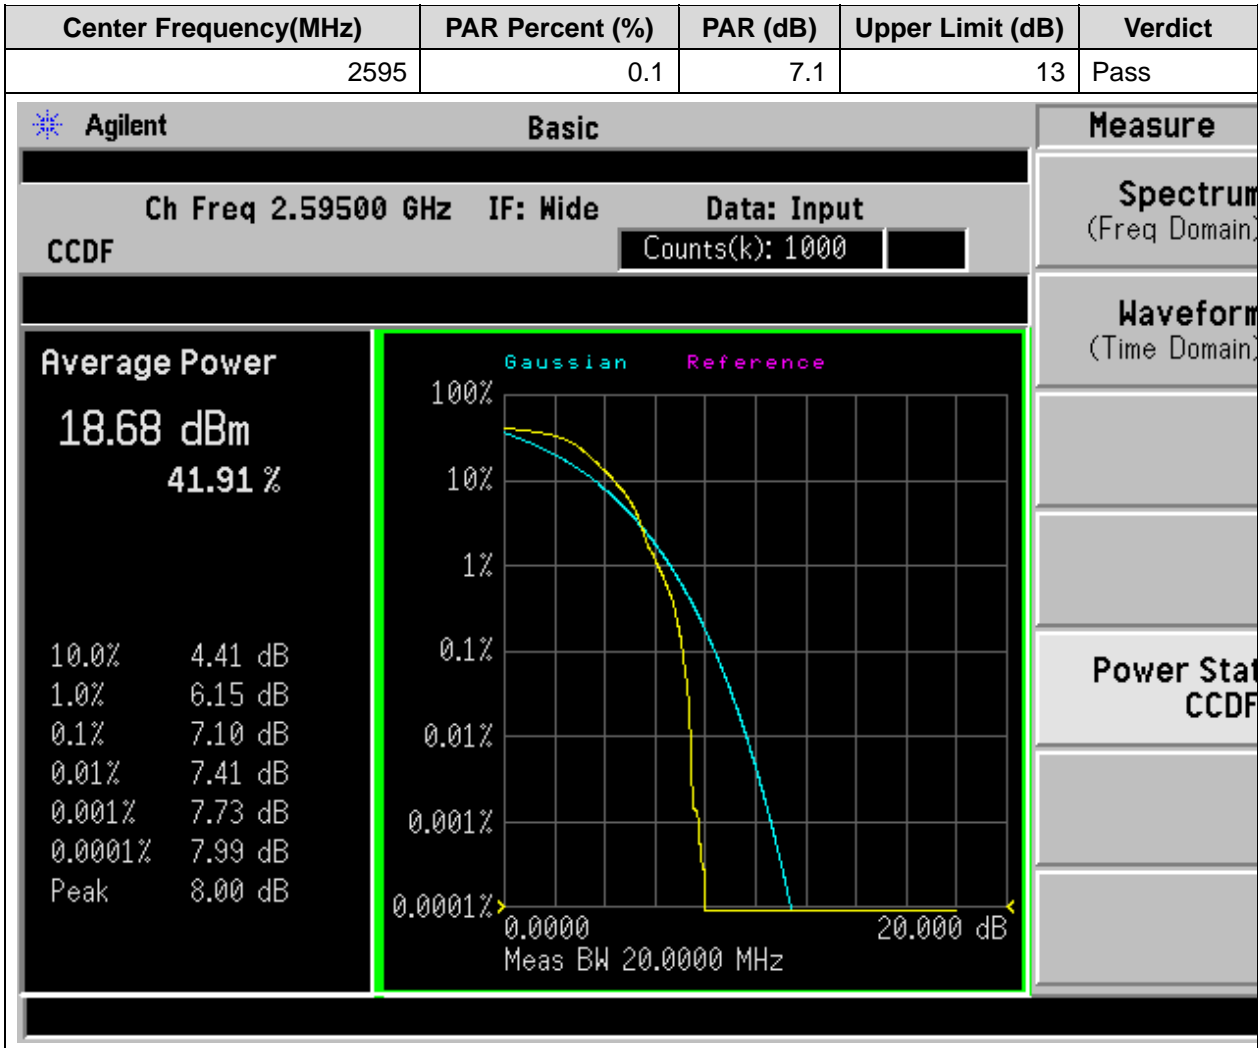 Center Frequency(MHz) PAR Percent (%) PAR (dB) Upper Limit (dB) Verdict
2595 0.1 7.1 13 Pass
Agilent Basic Measure
Ch Freq 2.59500 GHz IF: Wide Data: Input
CCDF Counts(k): 1000
Average Power
18.68 dBm
41.91 %
10.0% 4.41 dB
1.0% 6.15 dB
0.1% 7.10 dB
0.01% 7.41 dB
0.001% 7.73 dB
0.0001% 7.99 dB
Peak 8.00 dB
Gaussian Reference
100%
10%
1%
0.1%
0.01%
0.001%
0.0001%
0.0000 20.000 dB
Meas BW 20.0000 MHz
Spectrum
(Freq Domain)
Waveform
(Time Domain)
Power Stat
CCDF